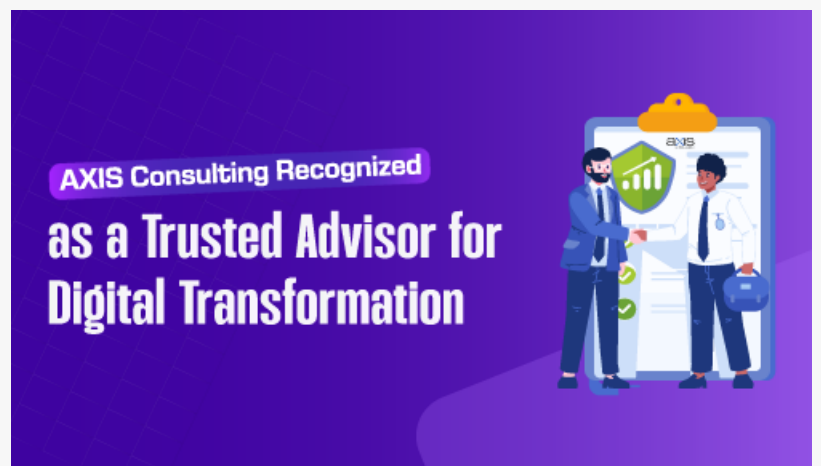 AXIS Consulting Recognized
as a Trusted Advisor for
Digital Transformation
axis